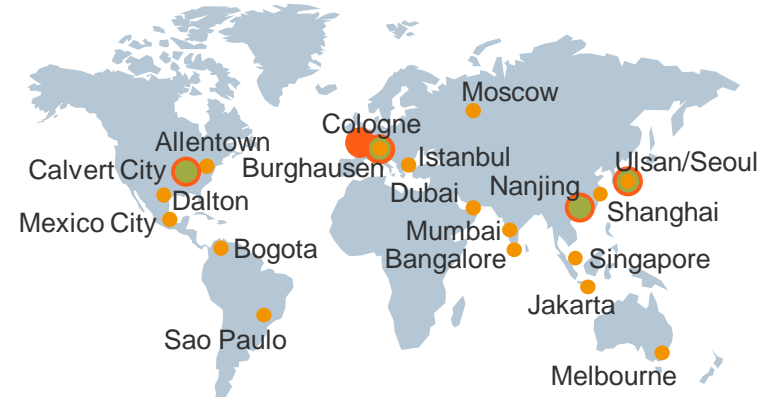 Moscow
Cologne
Allentown
Calvert City
Burghausen
Istanbul
Ulsan/Seoul
Dubai
Nanjing
Dalton
Shanghai
Mexico City
Mumbai
Bogota
Bangalore
Singapore
Jakarta
Sao Paulo
Melbourne